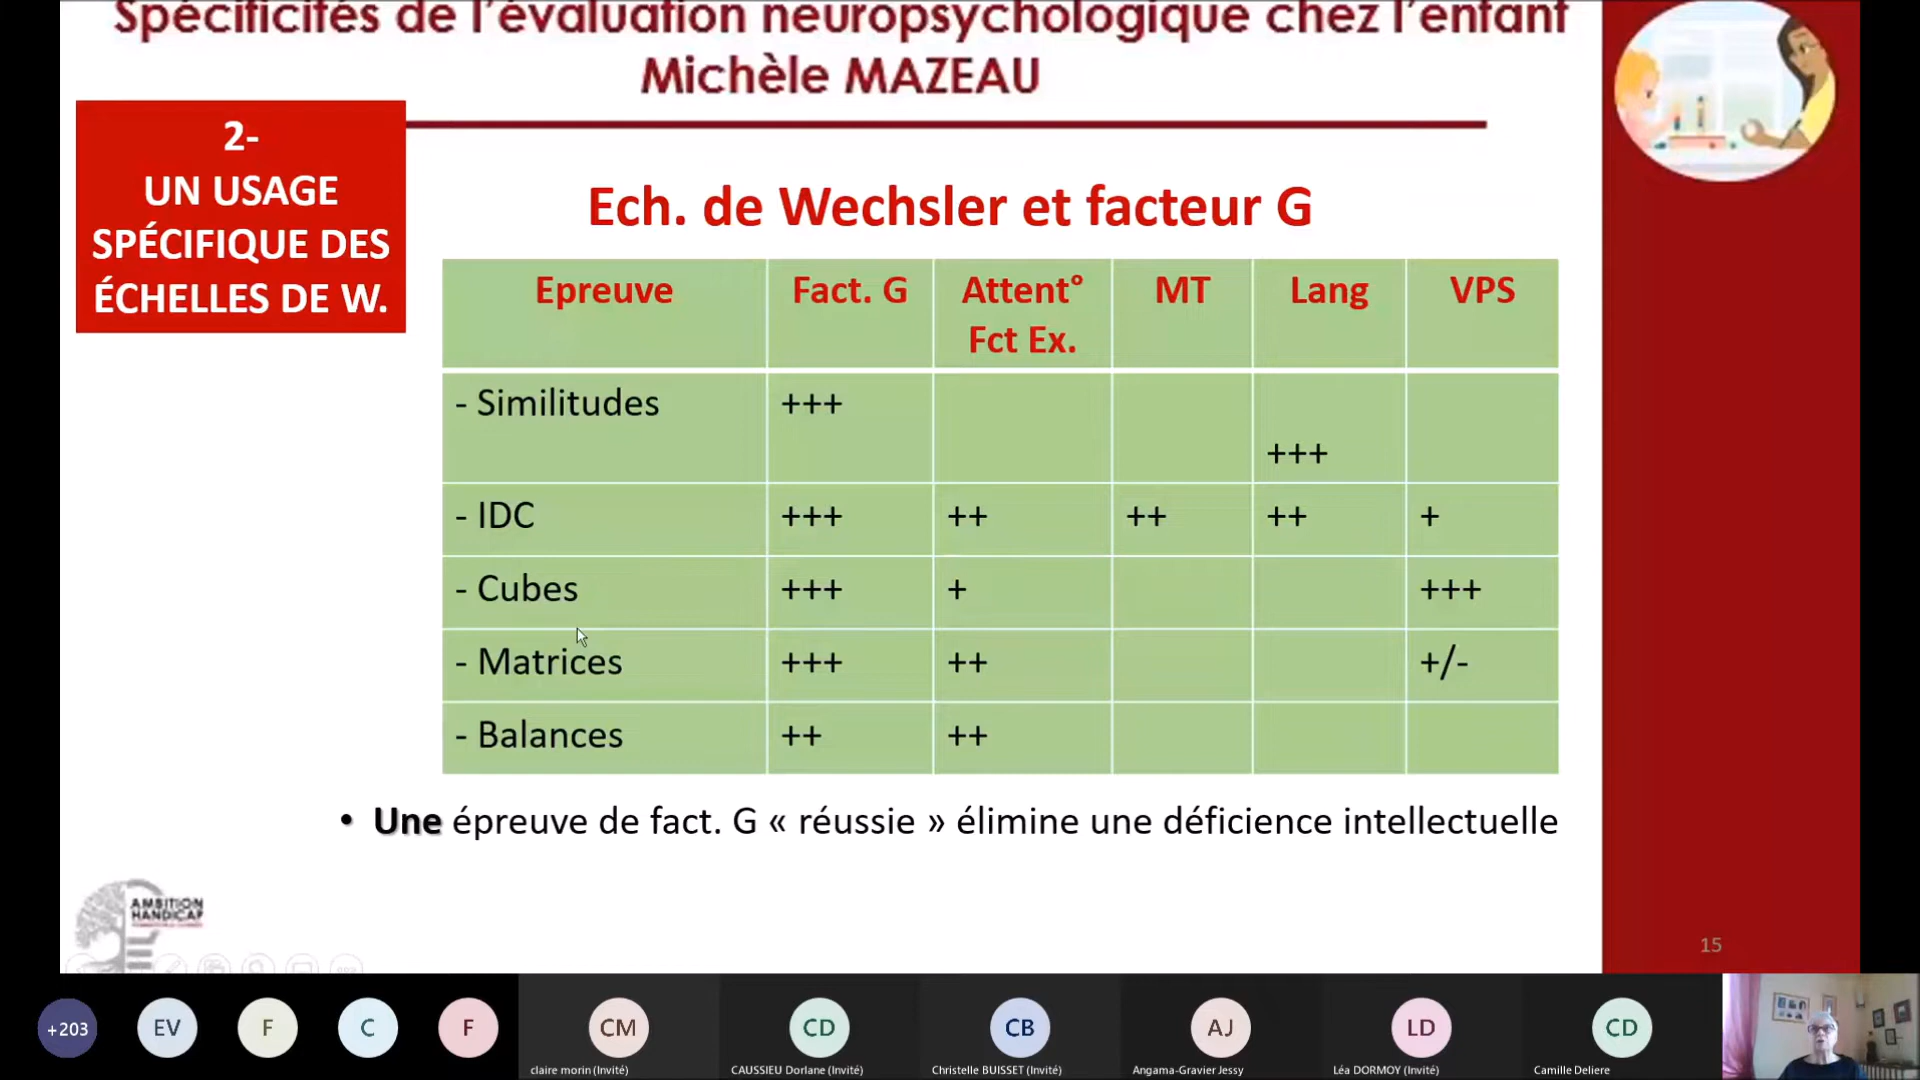 Spécificités de l'évaluation neuropsychologique chez l'enfant
Michèle MAZEAU
2-
UN USAGE
SPÉCIFIQUE DES
ÉCHELLES DE W.
Ech. de Wechsler et facteur G
Epreuve Fact. G Attent° MT Lang VPS
Fct Ex.
- Similitudes +++
+++
- IDC +++ ++ ++ ++ +
- Cubes +++ + +++
- Matrices +++ ++ +/-
- Balances ++ ++
• Une épreuve de fact. G « réussie » élimine une déficience intellectuelle
AMBITION
HANDICAP
15
+203 EV F C F CM CD CB AJ LD CD
claire morin (Invité) CAUSSIEU Dorlane (Invité) Christelle BUISSET (Invité) Angama-Gravier Jessy Léa DORMOY (Invité) Camille Deliere